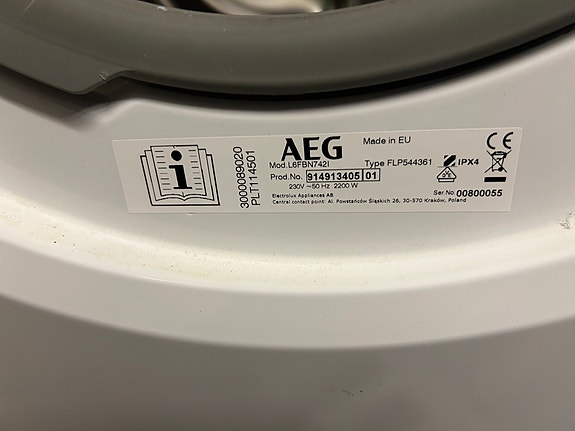 i
3000089020
PLT114501
AEG
Made in EU
Mod.L6FBN742I
Type FLP544361
IPX4
Prod.No. 914913405 01
230V ~50 Hz 2200 W
Ser.No. 00800055
Electrolux Appliances AB
Central contact point: Al. Powstańców Śląskich 26, 30-570 Kraków, Poland
CE